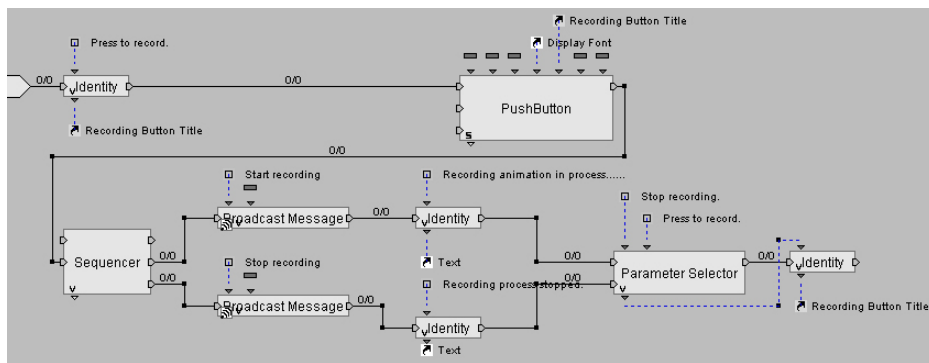 Recording Button Title
Press to record.
Display Font
0/0
Identity
0/0
PushButton
Recording Button Title
S
0/0
Start recording
Recording animation in process......
Stop recording.
Press to record.
Broadcast Message
0/0
Identity
0/0
Sequencer
0/0
Stop recording
Text
Parameter Selector
0/0
Identity
0/0
0/0
Recording process stopped.
Broadcast Message
0/0
Identity
Recording Button Title
Text